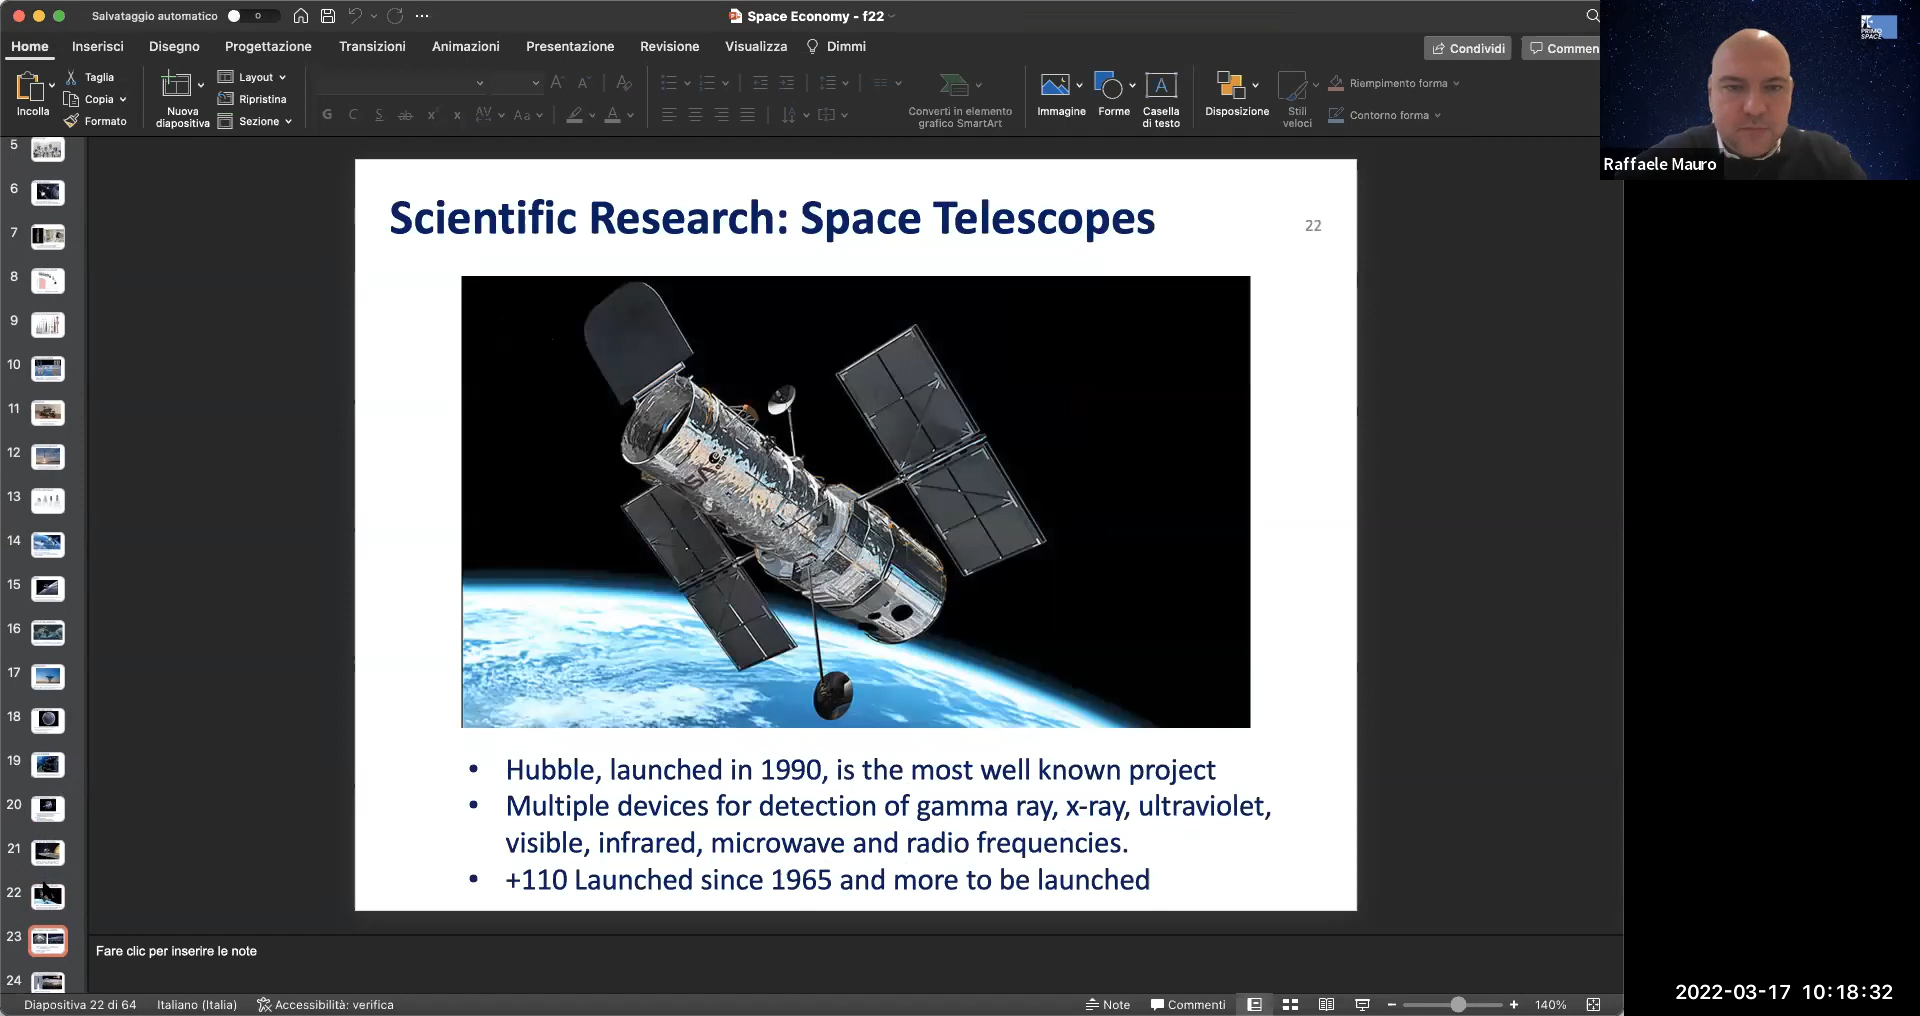 Salvataggio automatico
Space Economy - f22
Home Inserisci Disegno Progettazione Transizioni Animazioni Presentazione Revisione Visualizza Dimmi
Condividi Commen
Incolla
Taglia
Copia
Formato
Nuova
diapositiva
Layout
Ripristina
Sezione
G C S ab x x AV Aa A
A A A
Converti in elemento
grafico SmartArt
Immagine
Forme
Casella
di testo
Disposizione
Stili
veloci
Riempimento forma
Contorno forma
PRIMO
SPACE
Raffaele Mauro
5
6
7
8
9
10
11
12
13
14
15
16
17
18
19
20
21
22
23
24
Scientific Research: Space Telescopes
22
• Hubble, launched in 1990, is the most well known project
• Multiple devices for detection of gamma ray, x-ray, ultraviolet,
visible, infrared, microwave and radio frequencies.
• +110 Launched since 1965 and more to be launched
Fare clic per inserire le note
Diapositiva 22 di 64 Italiano (Italia) Accessibilità: verifica
Note Commenti 140%
2022-03-17 10:18:32